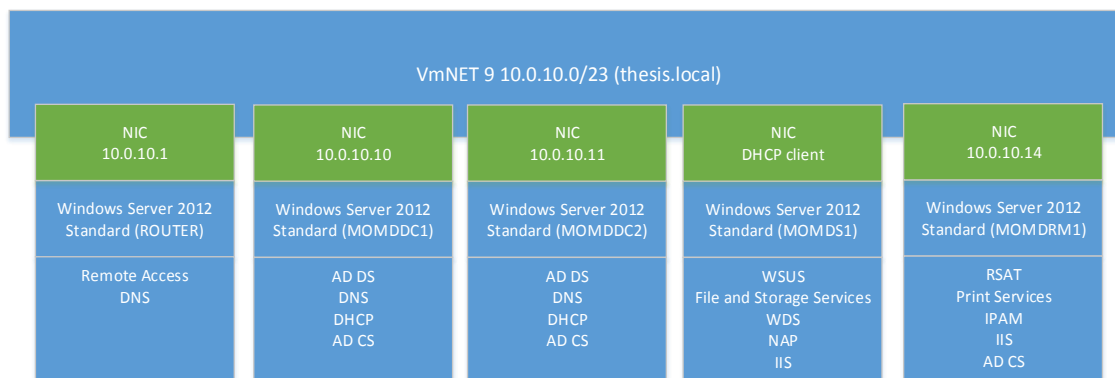 VmNET 9 10.0.10.0/23 (thesis.local)
NIC
10.0.10.1
Windows Server 2012
Standard (ROUTER)
Remote Access
DNS
NIC
10.0.10.10
Windows Server 2012
Standard (MOMDDC1)
AD DS
DNS
DHCP
AD CS
NIC
10.0.10.11
Windows Server 2012
Standard (MOMDDC2)
AD DS
DNS
DHCP
AD CS
NIC
DHCP client
Windows Server 2012
Standard (MOMDS1)
WSUS
File and Storage Services
WDS
NAP
IIS
NIC
10.0.10.14
Windows Server 2012
Standard (MOMDRM1)
RSAT
Print Services
IPAM
IIS
AD CS